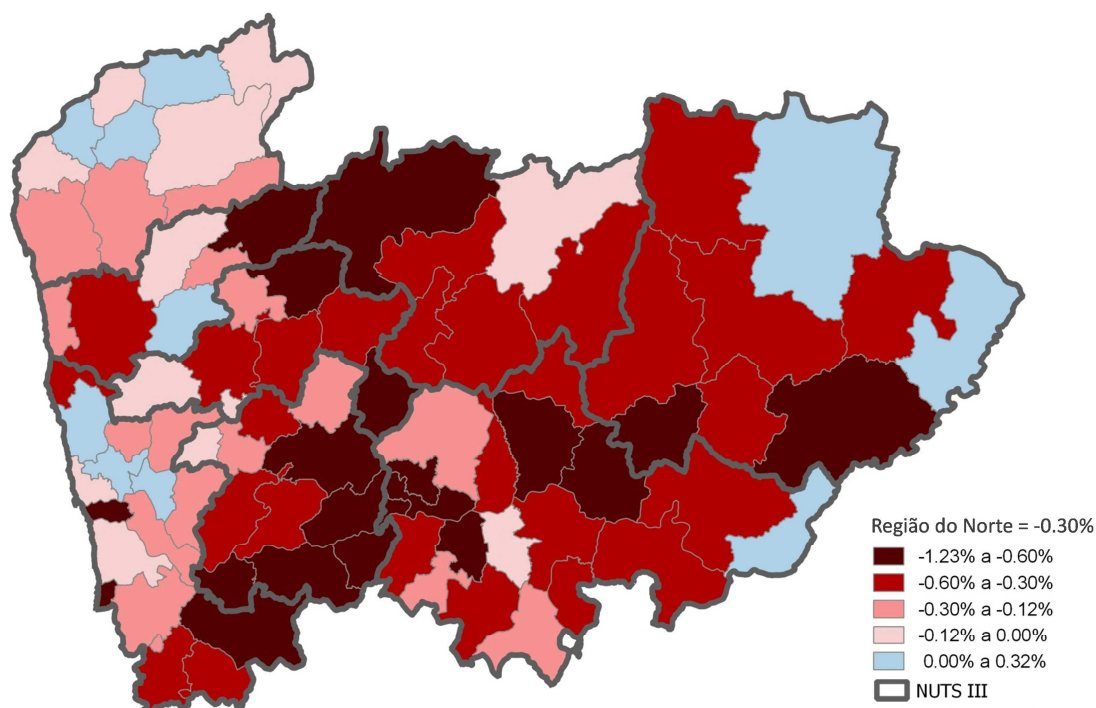 Região do Norte = -0.30%
-1.23% a -0.60%
-0.60% a -0.30%
-0.30% a -0.12%
-0.12% a 0.00%
0.00% a 0.32%
NUTS III